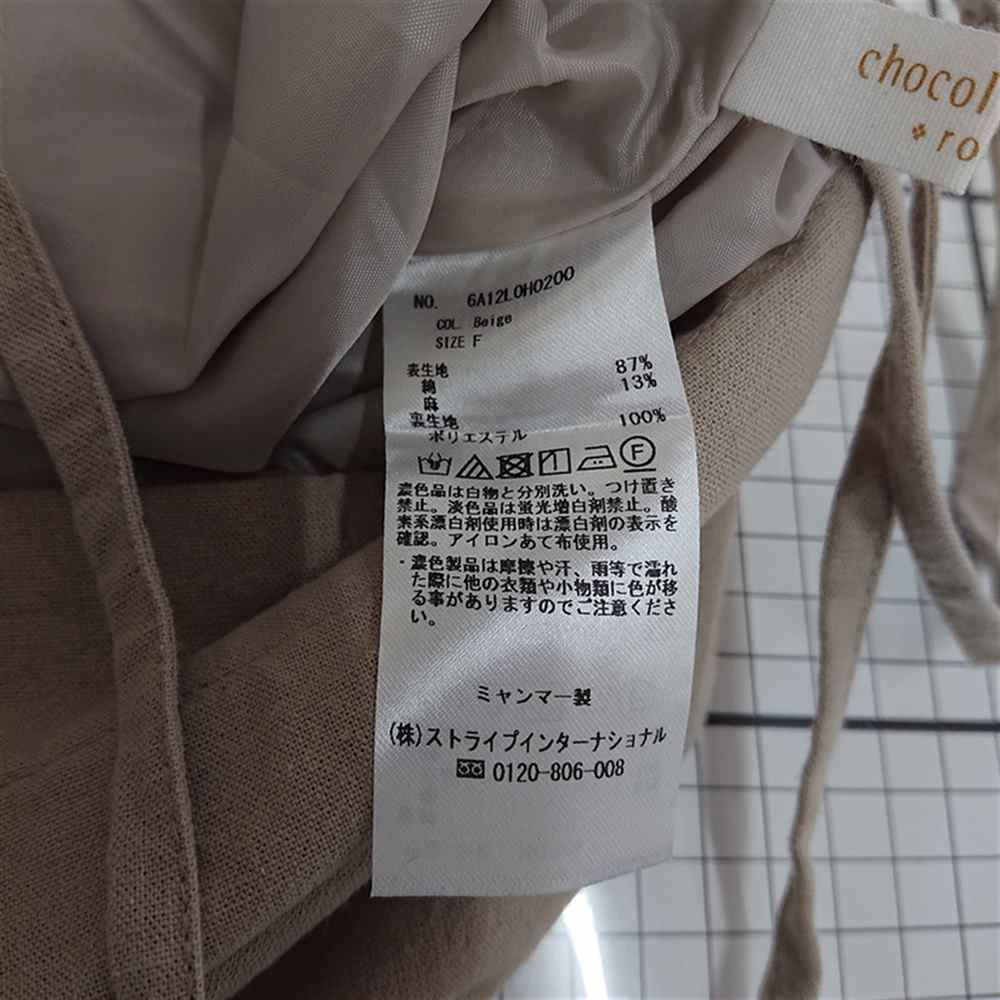 chocol
ro
NO. 6A12L0H0200
COL. Beige
SIZE F
表生地
綿 87%
麻 13%
裏生地
ポリエステル 100%
F
濃色品は白物と分別洗い。つけ置き
禁止。淡色品は蛍光増白剤禁止。酸
素系漂白剤使用時は漂白剤の表示を
確認。アイロンあて布使用。
・濃色製品は摩擦や汗、雨等で濡れ
た際に他の衣類や小物類に色が移
る事がありますのでご注意くださ
い。
ミャンマー製
(株)ストライプインターナショナル
0120-806-008